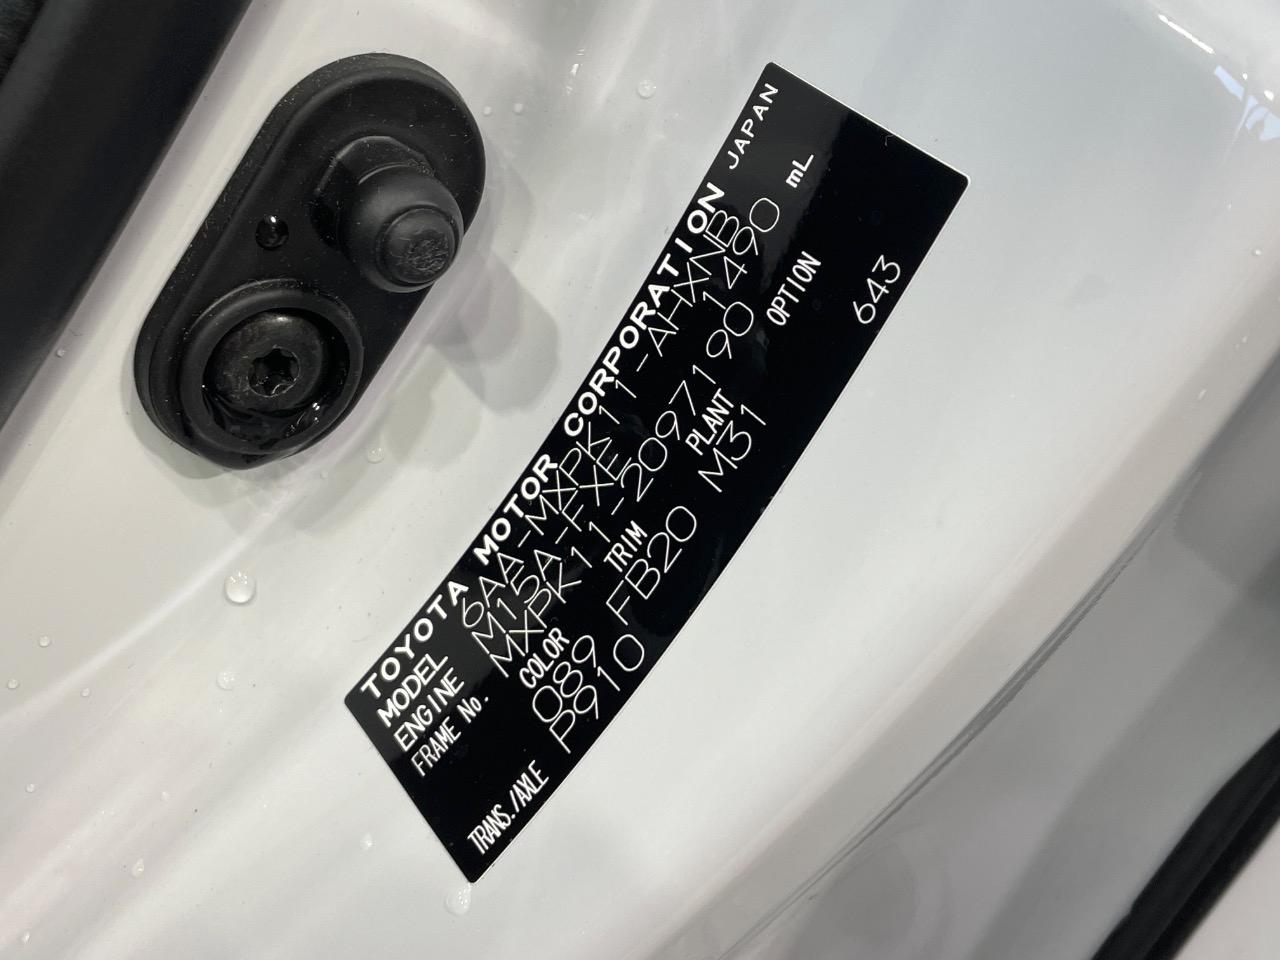 TOYOTA MOTOR CORPORATION JAPAN
MODEL 6AA-MXPK11-AHXNB
ENGINE M15A-FXE 1490 mL
FRAME No. MXPK11-2097190
COLOR TRIM PLANT OPTION
089 FB20 M31 643
TRANS./AXLE P910